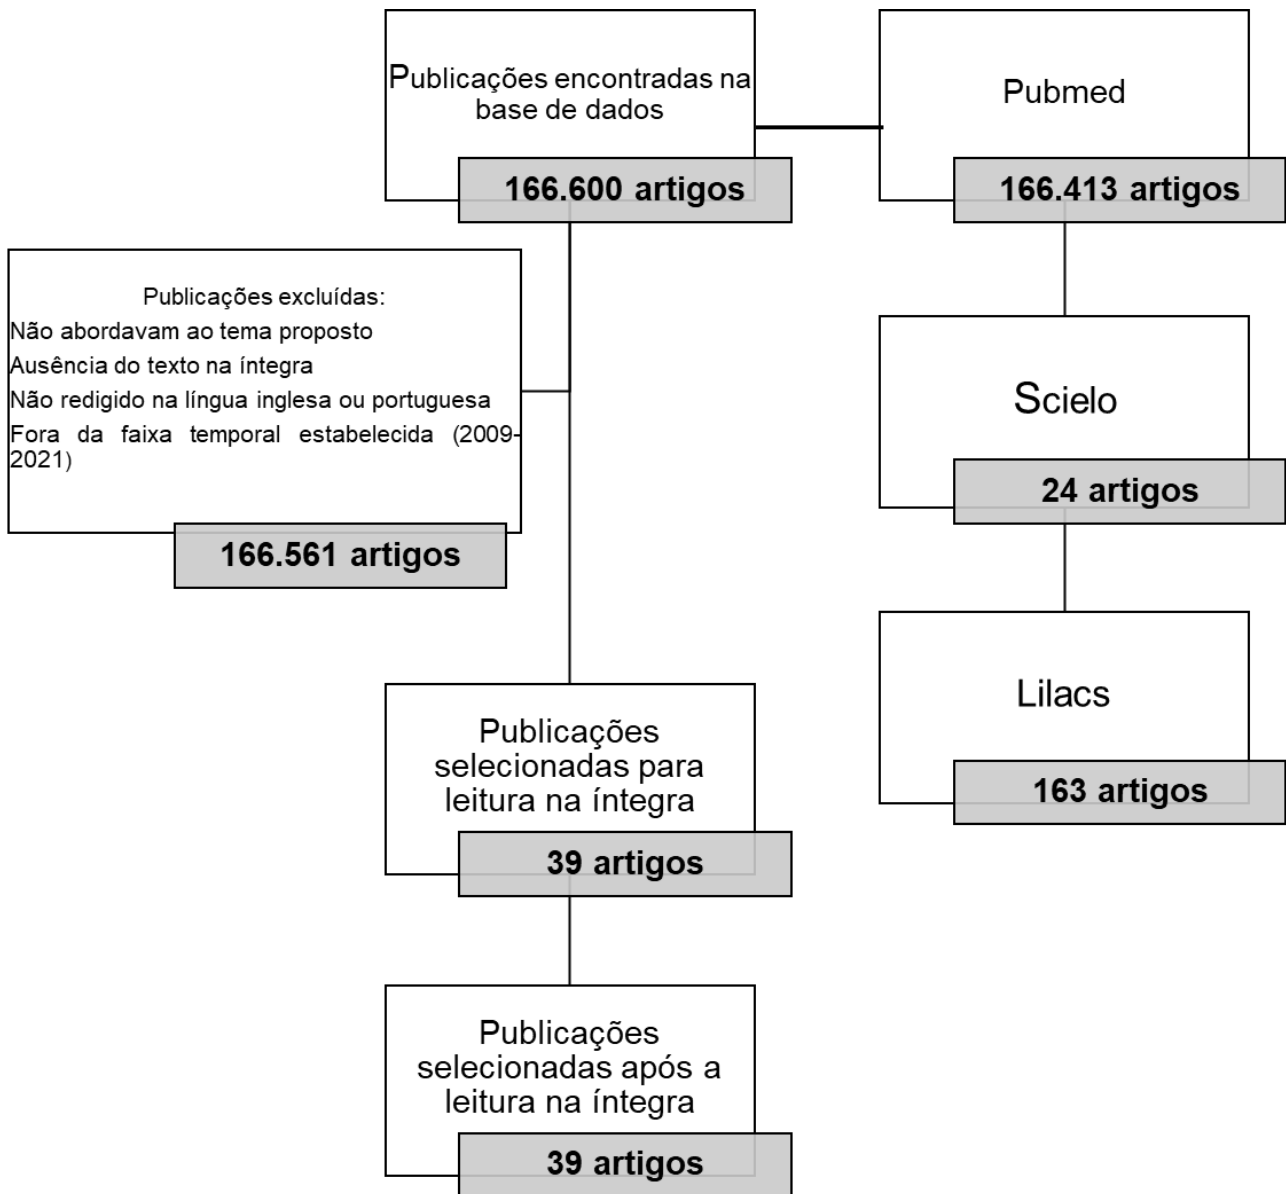 Publicações encontradas na
base de dados
166.600 artigos
Pubmed
166.413 artigos
Publicações excluídas:
Não abordavam ao tema proposto
Ausência do texto na íntegra
Não redigido na língua inglesa ou portuguesa
Fora da faixa temporal estabelecida (2009-
2021)
166.561 artigos
Scielo
24 artigos
Lilacs
163 artigos
Publicações
selecionadas para
leitura na íntegra
39 artigos
Publicações
selecionadas após a
leitura na íntegra
39 artigos